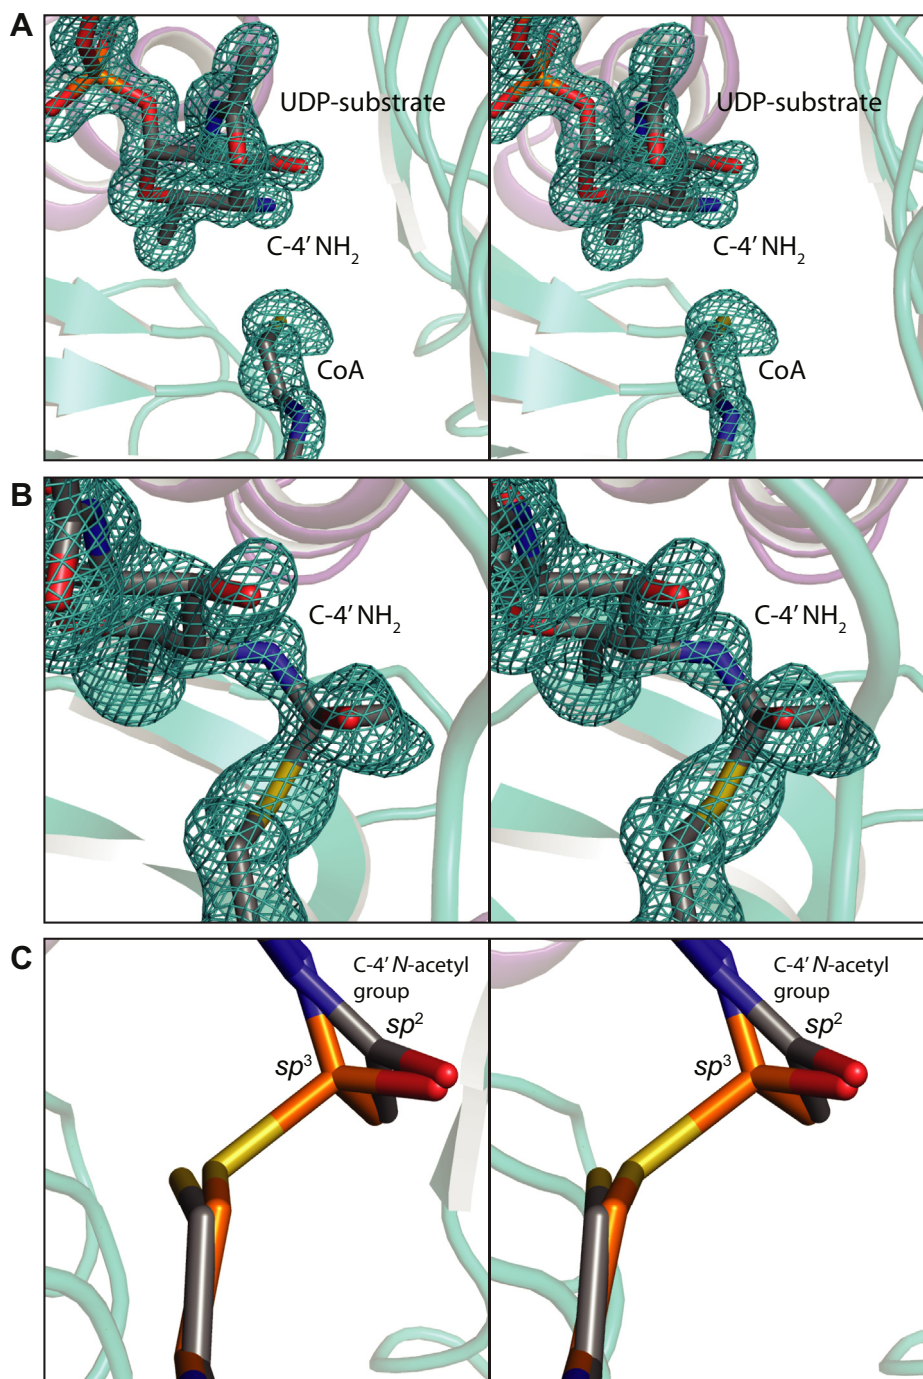 A
UDP-substrate
UDP-substrate
C-4′ NH₂
C-4′ NH₂
CoA
CoA
B
C-4′ NH₂
C-4′ NH₂
C
C-4′ N-acetyl
group
sp²
sp³
C-4′ N-acetyl
group
sp²
sp³